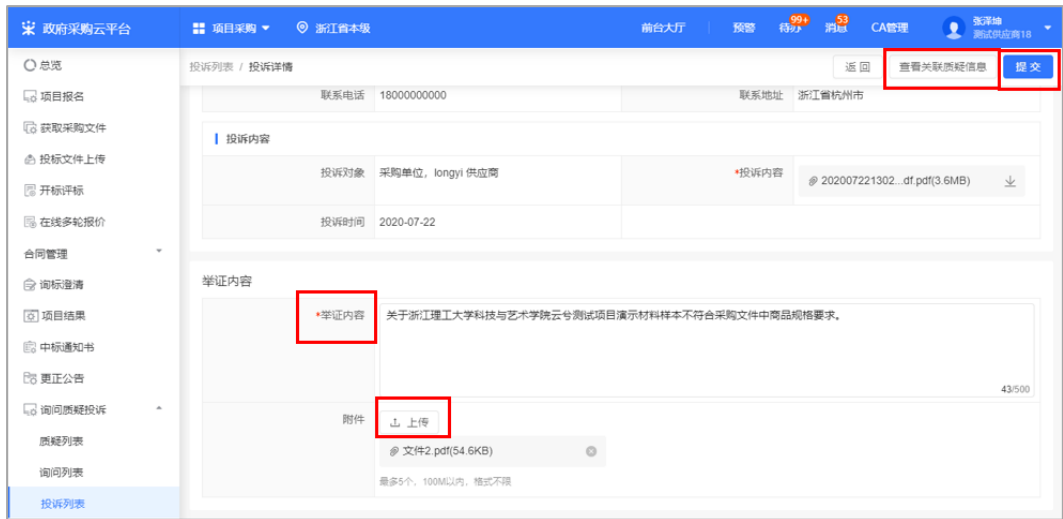 政府采购云平台 项目采购 浙江省本级 前台大厅 预警 待办 99+ 消息 53 CA管理 张泽坤
测试供应商18
总览
项目报名
获取采购文件
投标文件上传
开标评标
在线多轮报价
合同管理
询标澄清
项目结果
中标通知书
更正公告
询问质疑投诉
质疑列表
询问列表
投诉列表
投诉列表 / 投诉详情 返回 查看关联质疑信息 提交
联系电话 18000000000 联系地址 浙江省杭州市
投诉内容
投诉对象 采购单位，longyi 供应商 *投诉内容 202007221302...df.pdf(3.6MB)
投诉时间 2020-07-22
举证内容
*举证内容 关于浙江理工大学科技与艺术学院云兮测试项目演示材料样本不符合采购文件中商品规格要求。
43/500
附件 上传
文件2.pdf(54.6KB)
最多5个，100M以内，格式不限